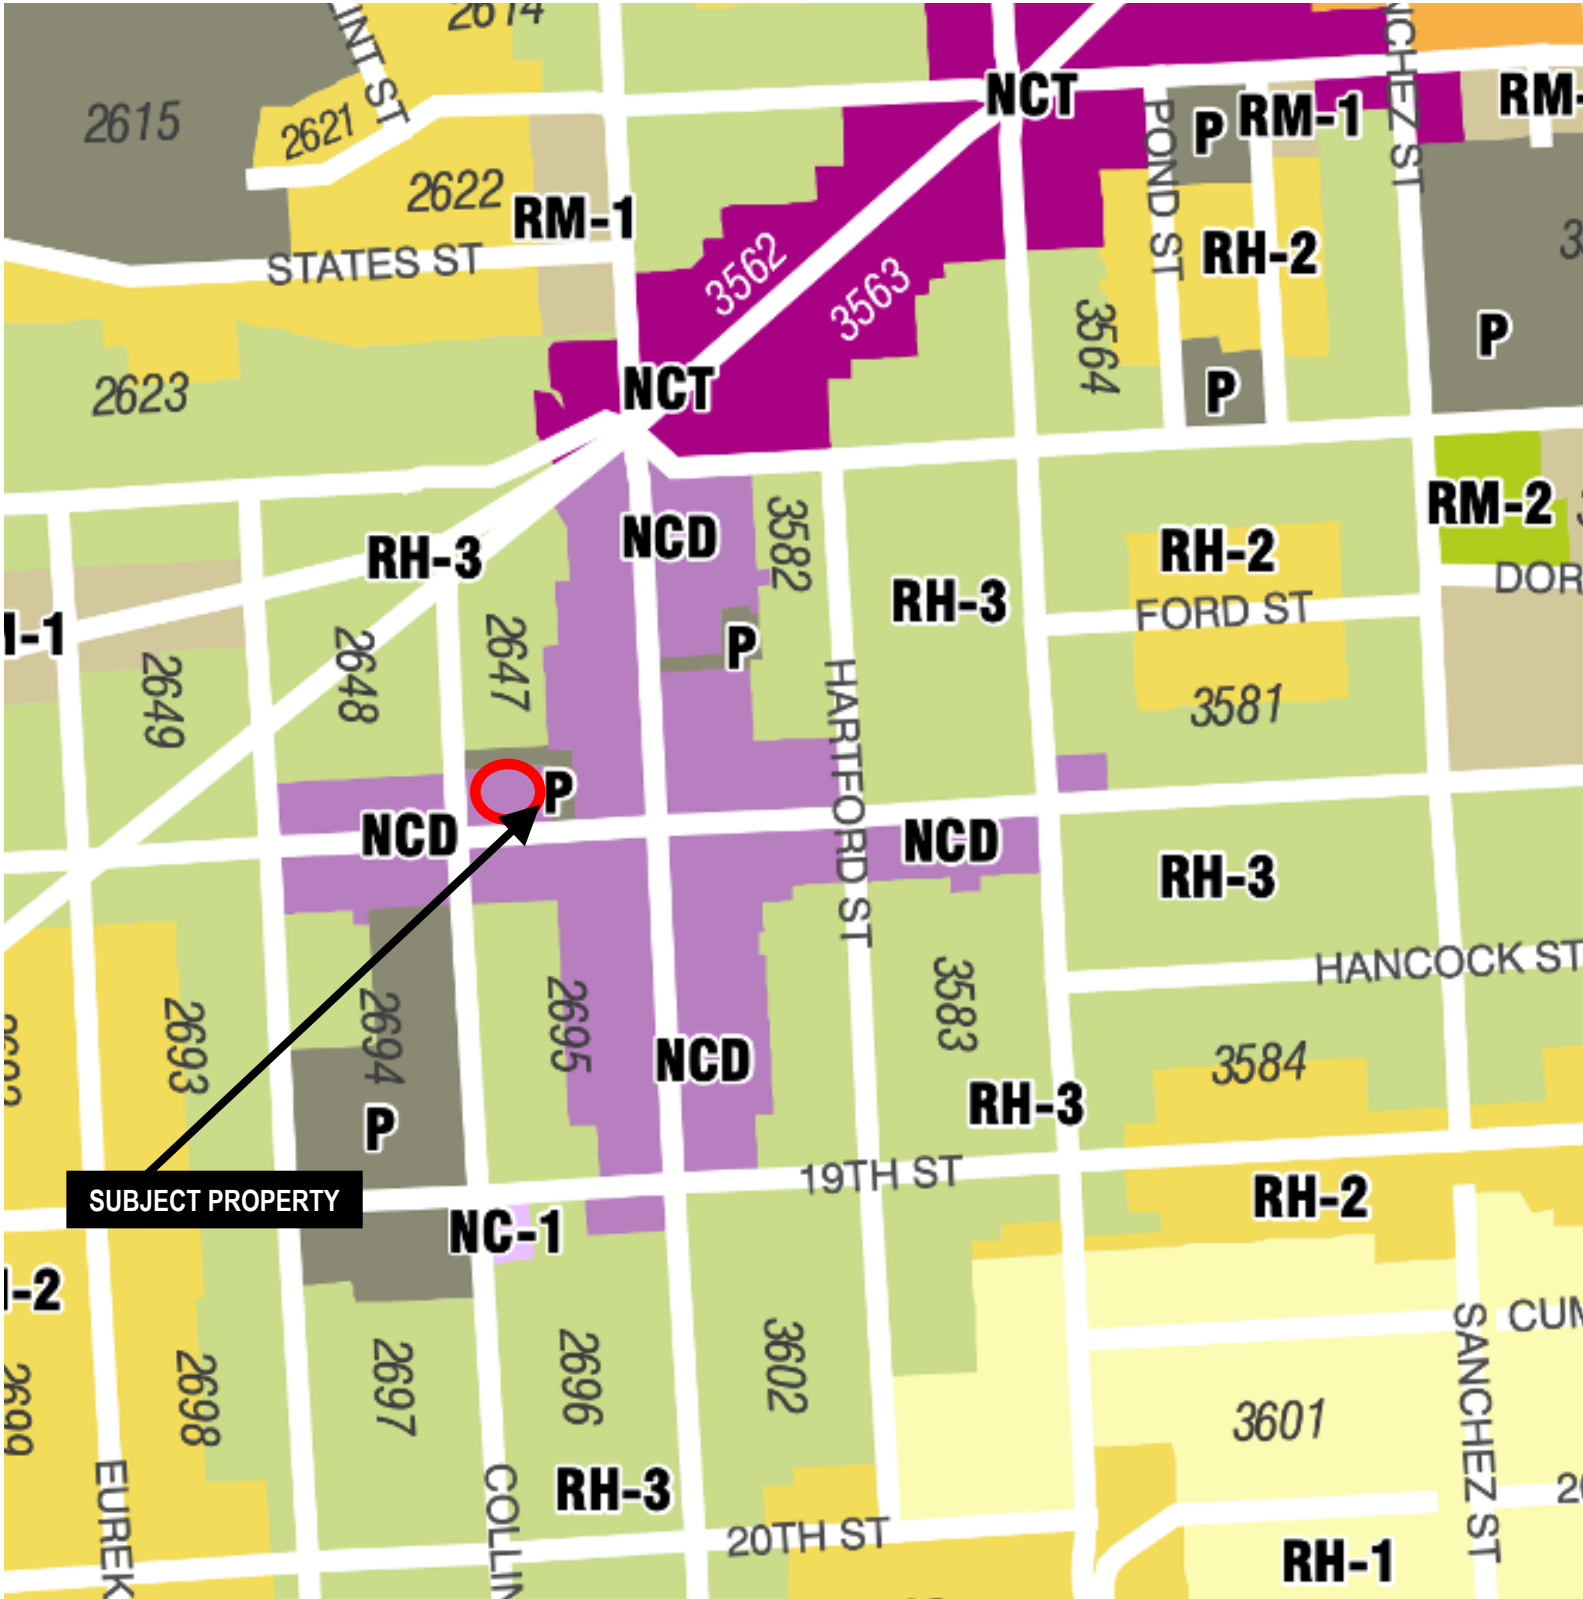 2614
INT ST
NCHEZ ST
2615
2621
NCT
P
RM-1
RM-
POND ST
2622
RM-1
STATES ST
3562
3563
RH-2
3
3564
P
2623
NCT
P
RH-3
NCD
3582
RH-2
RM-2
DOR
RH-3
FORD ST
I-1
2649
2648
2647
P
HARTFORD ST
3581
P
NCD
NCD
RH-3
HANCOCK ST
2693
2694
2695
NCD
3583
3584
P
RH-3
19TH ST
SUBJECT PROPERTY
NC-1
RH-2
I-2
2699
2698
2697
2696
3602
SANCHEZ ST
CUM
3601
EUREK
COLLIN
RH-3
20TH ST
20
RH-1